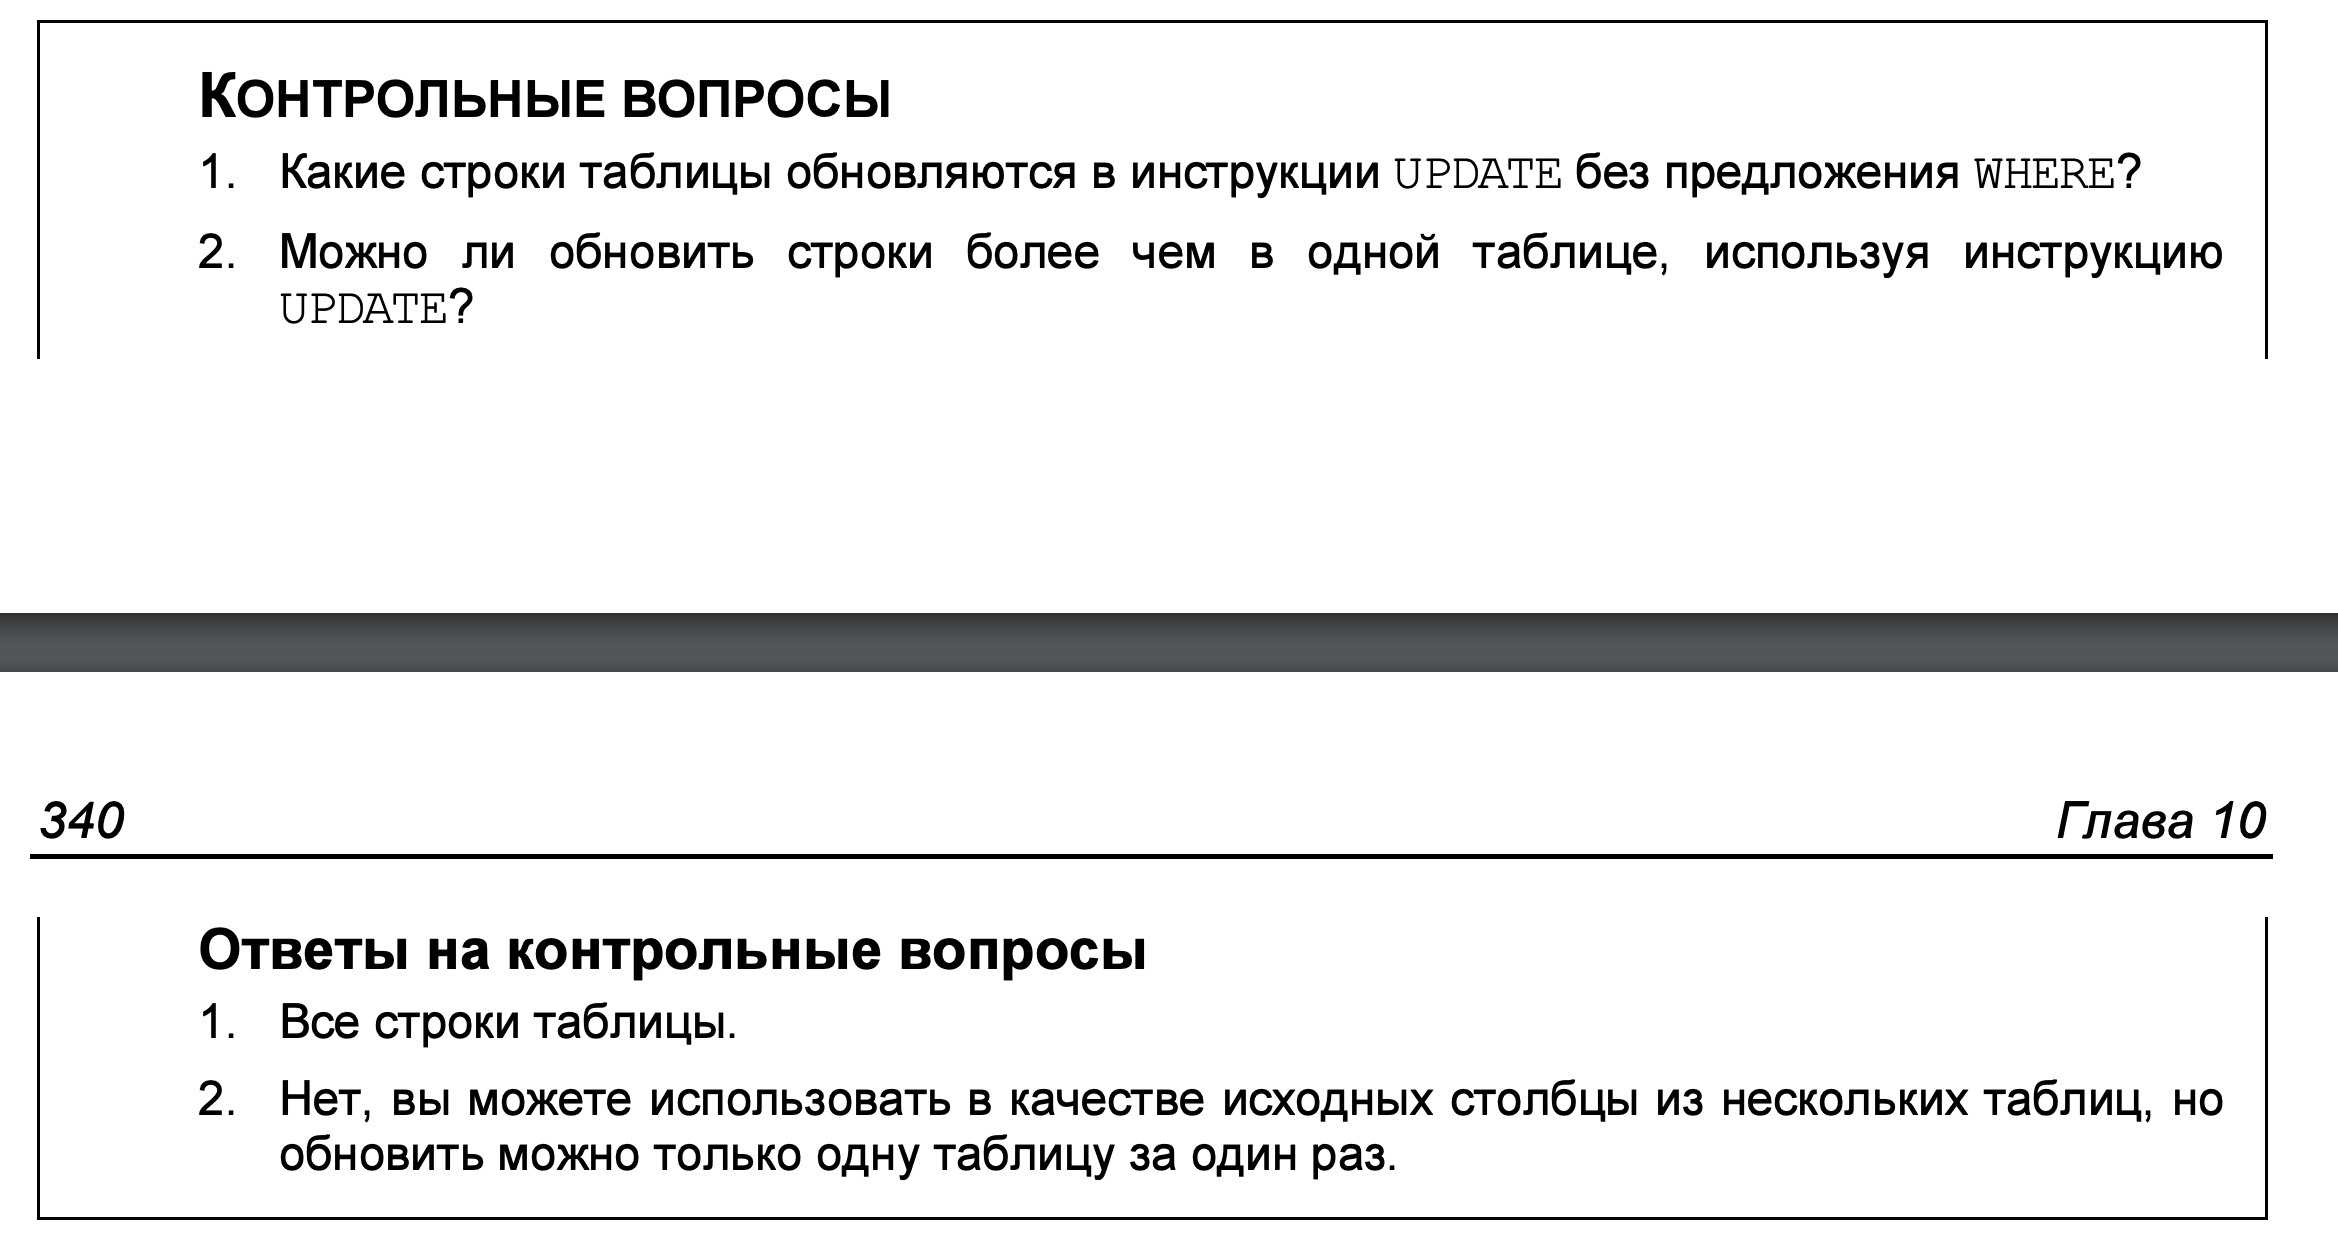 КОНТРОЛЬНЫЕ ВОПРОСЫ
1. Какие строки таблицы обновляются в инструкции UPDATE без предложения WHERE?
2. Можно ли обновить строки более чем в одной таблице, используя инструкцию
UPDATE?
340 Глава 10
Ответы на контрольные вопросы
1. Все строки таблицы.
2. Нет, вы можете использовать в качестве исходных столбцы из нескольких таблиц, но
обновить можно только одну таблицу за один раз.